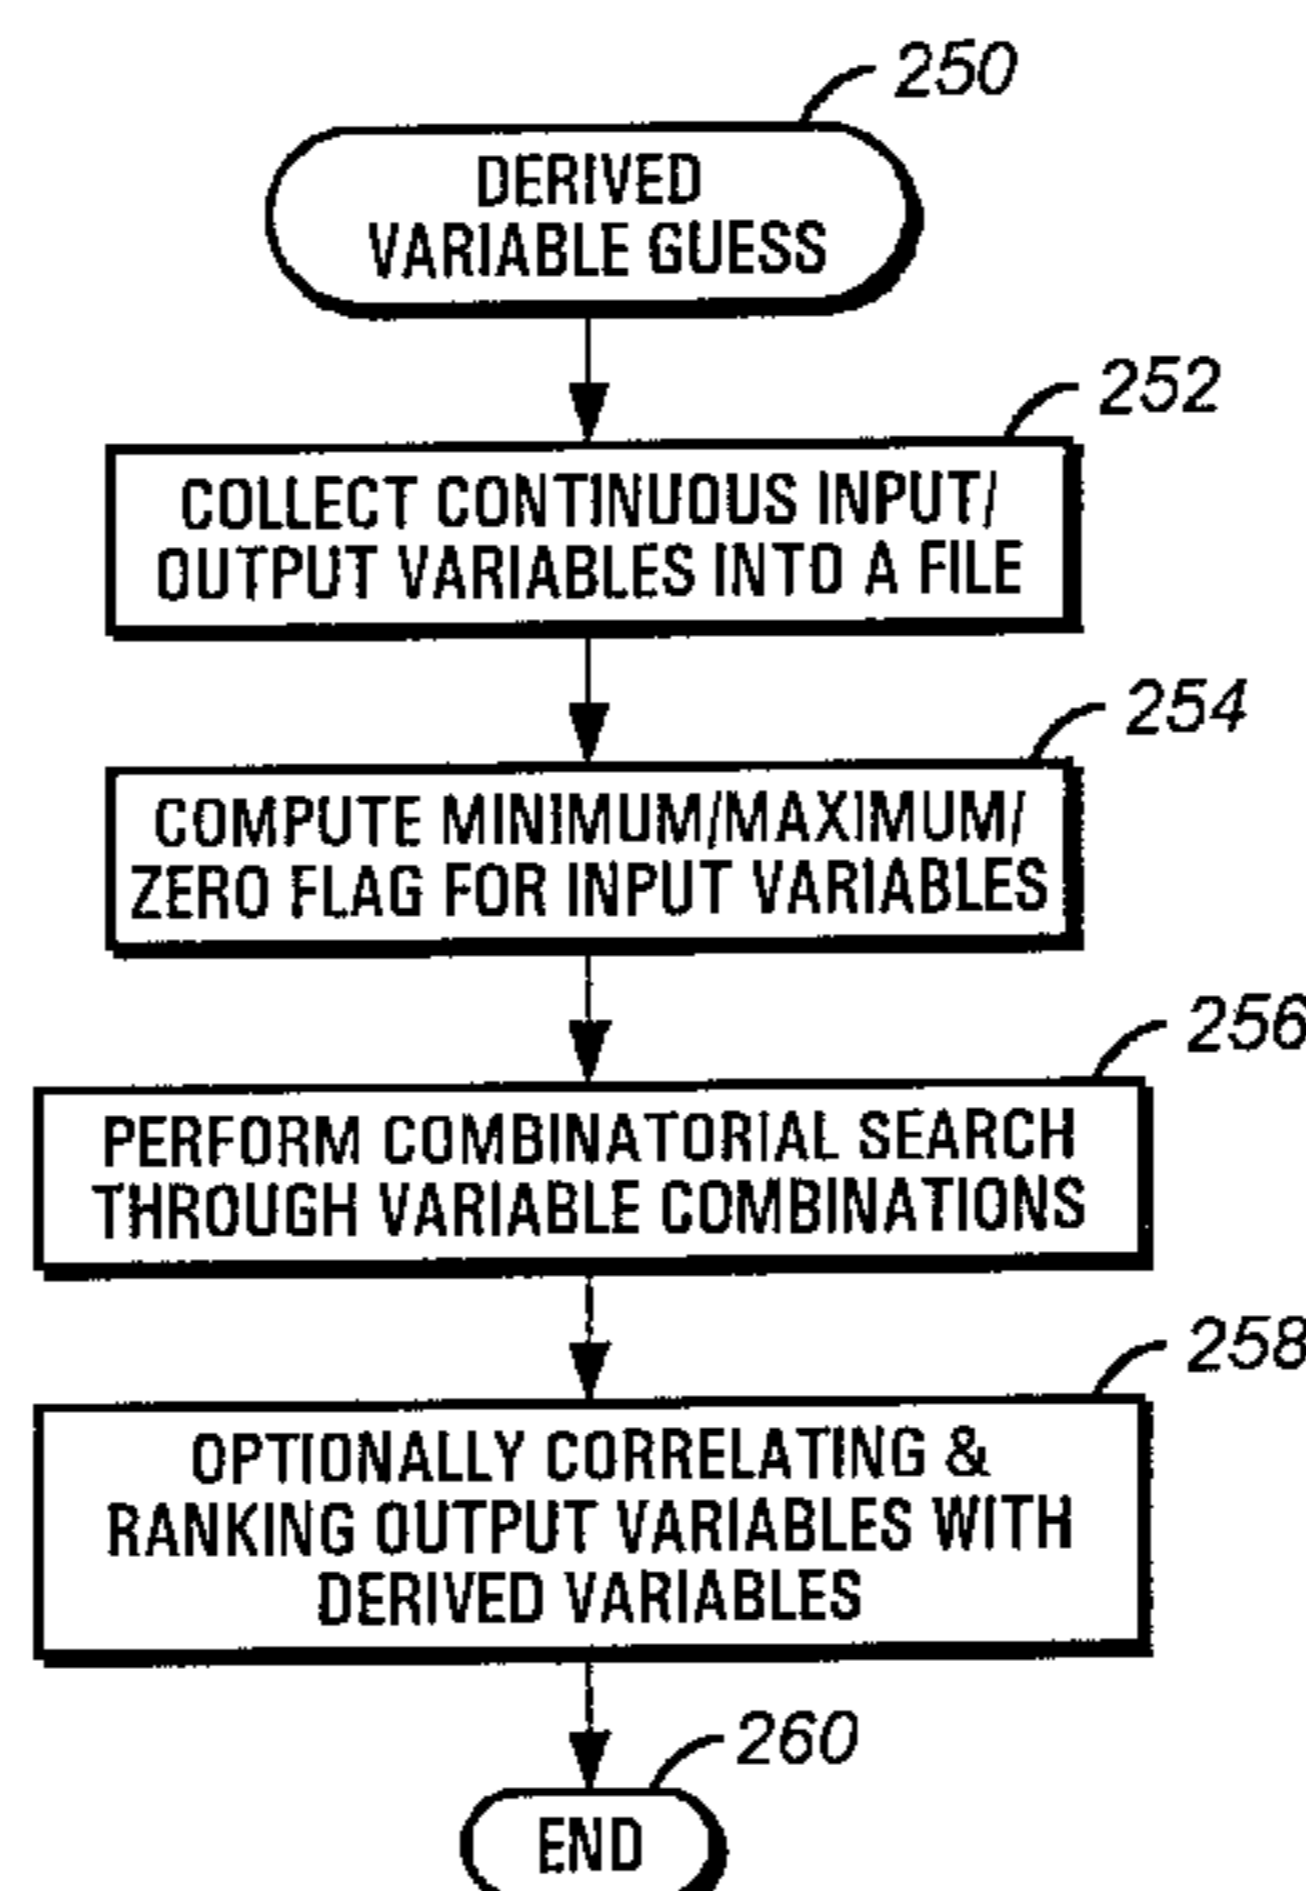 250
DERIVED
VARIABLE GUESS
252
COLLECT CONTINUOUS INPUT/
OUTPUT VARIABLES INTO A FILE
254
COMPUTE MINIMUM/MAXIMUM/
ZERO FLAG FOR INPUT VARIABLES
256
PERFORM COMBINATORIAL SEARCH
THROUGH VARIABLE COMBINATIONS
258
OPTIONALLY CORRELATING &
RANKING OUTPUT VARIABLES WITH
DERIVED VARIABLES
260
END